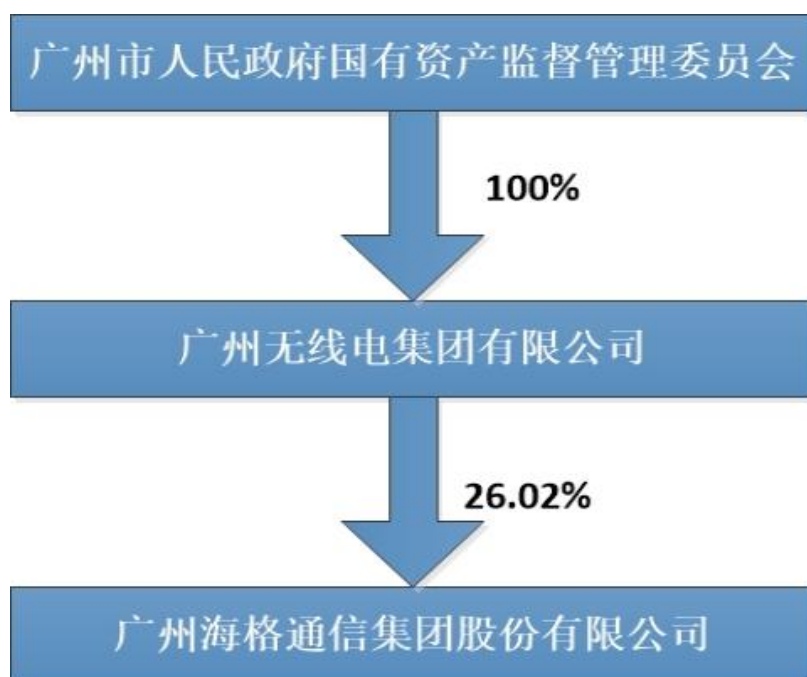 广州市人民政府国有资产监督管理委员会
100%
广州无线电集团有限公司
26.02%
广州海格通信集团股份有限公司